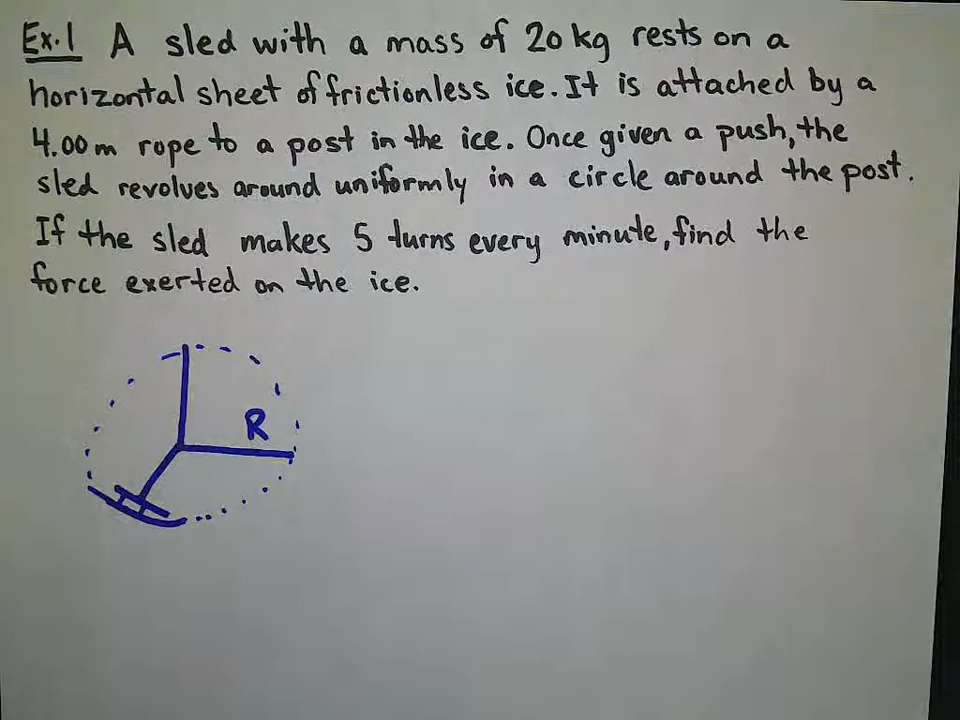 Ex.1 A sled with a mass of 20 kg rests on a
horizontal sheet of frictionless ice. It is attached by a
4.00 m rope to a post in the ice. Once given a push, the
sled revolves around uniformly in a circle around the post.
If the sled makes 5 turns every minute, find the
force exerted on the ice.
R